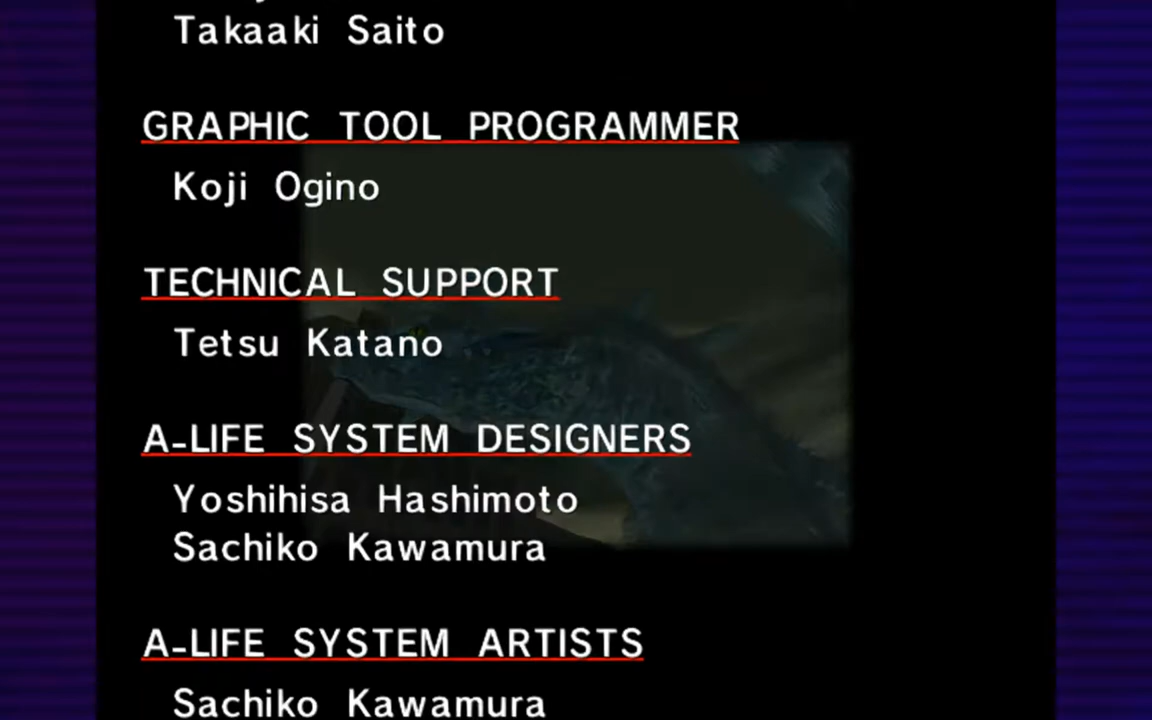 Takaaki Saito
GRAPHIC TOOL PROGRAMMER
Koji Ogino
TECHNICAL SUPPORT
Tetsu Katano
A-LIFE SYSTEM DESIGNERS
Yoshihisa Hashimoto
Sachiko Kawamura
A-LIFE SYSTEM ARTISTS
Sachiko Kawamura